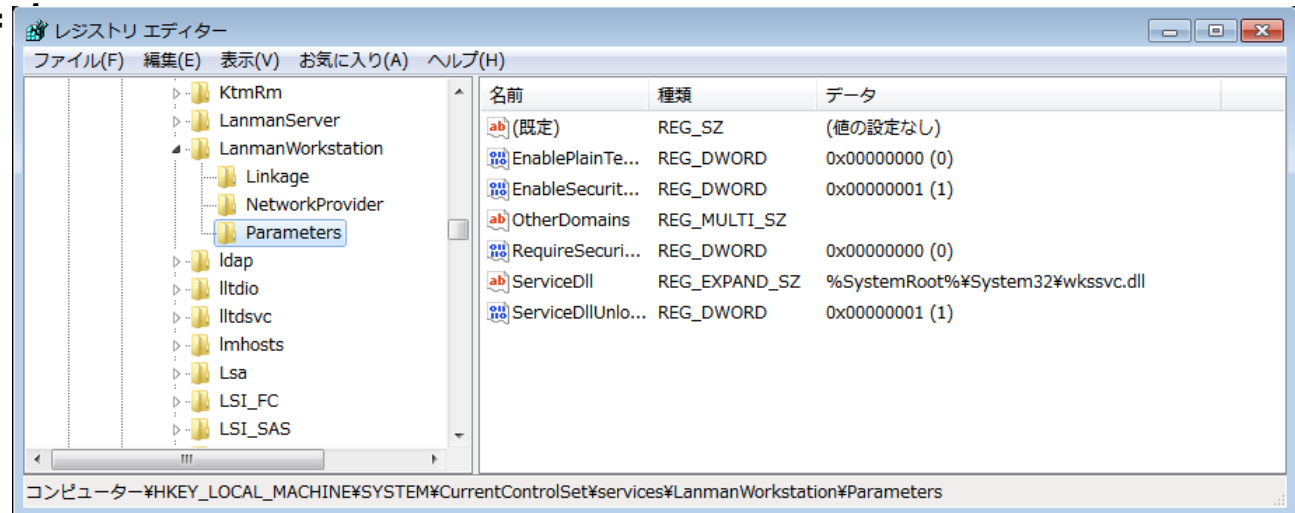 レジストリ エディター
ファイル(F) 編集(E) 表示(V) お気に入り(A) ヘルプ(H)
KtmRm
LanmanServer
LanmanWorkstation
Linkage
NetworkProvider
Parameters
ldap
lltdio
lltdsvc
lmhosts
Lsa
LSI_FC
LSI_SAS
名前 種類 データ
(既定) REG_SZ (値の設定なし)
EnablePlainTe... REG_DWORD 0x00000000 (0)
EnableSecurit... REG_DWORD 0x00000001 (1)
OtherDomains REG_MULTI_SZ
RequireSecuri... REG_DWORD 0x00000000 (0)
ServiceDll REG_EXPAND_SZ %SystemRoot%¥System32¥wkssvc.dll
ServiceDllUnlo... REG_DWORD 0x00000001 (1)
コンピューター¥HKEY_LOCAL_MACHINE¥SYSTEM¥CurrentControlSet¥services¥LanmanWorkstation¥Parameters